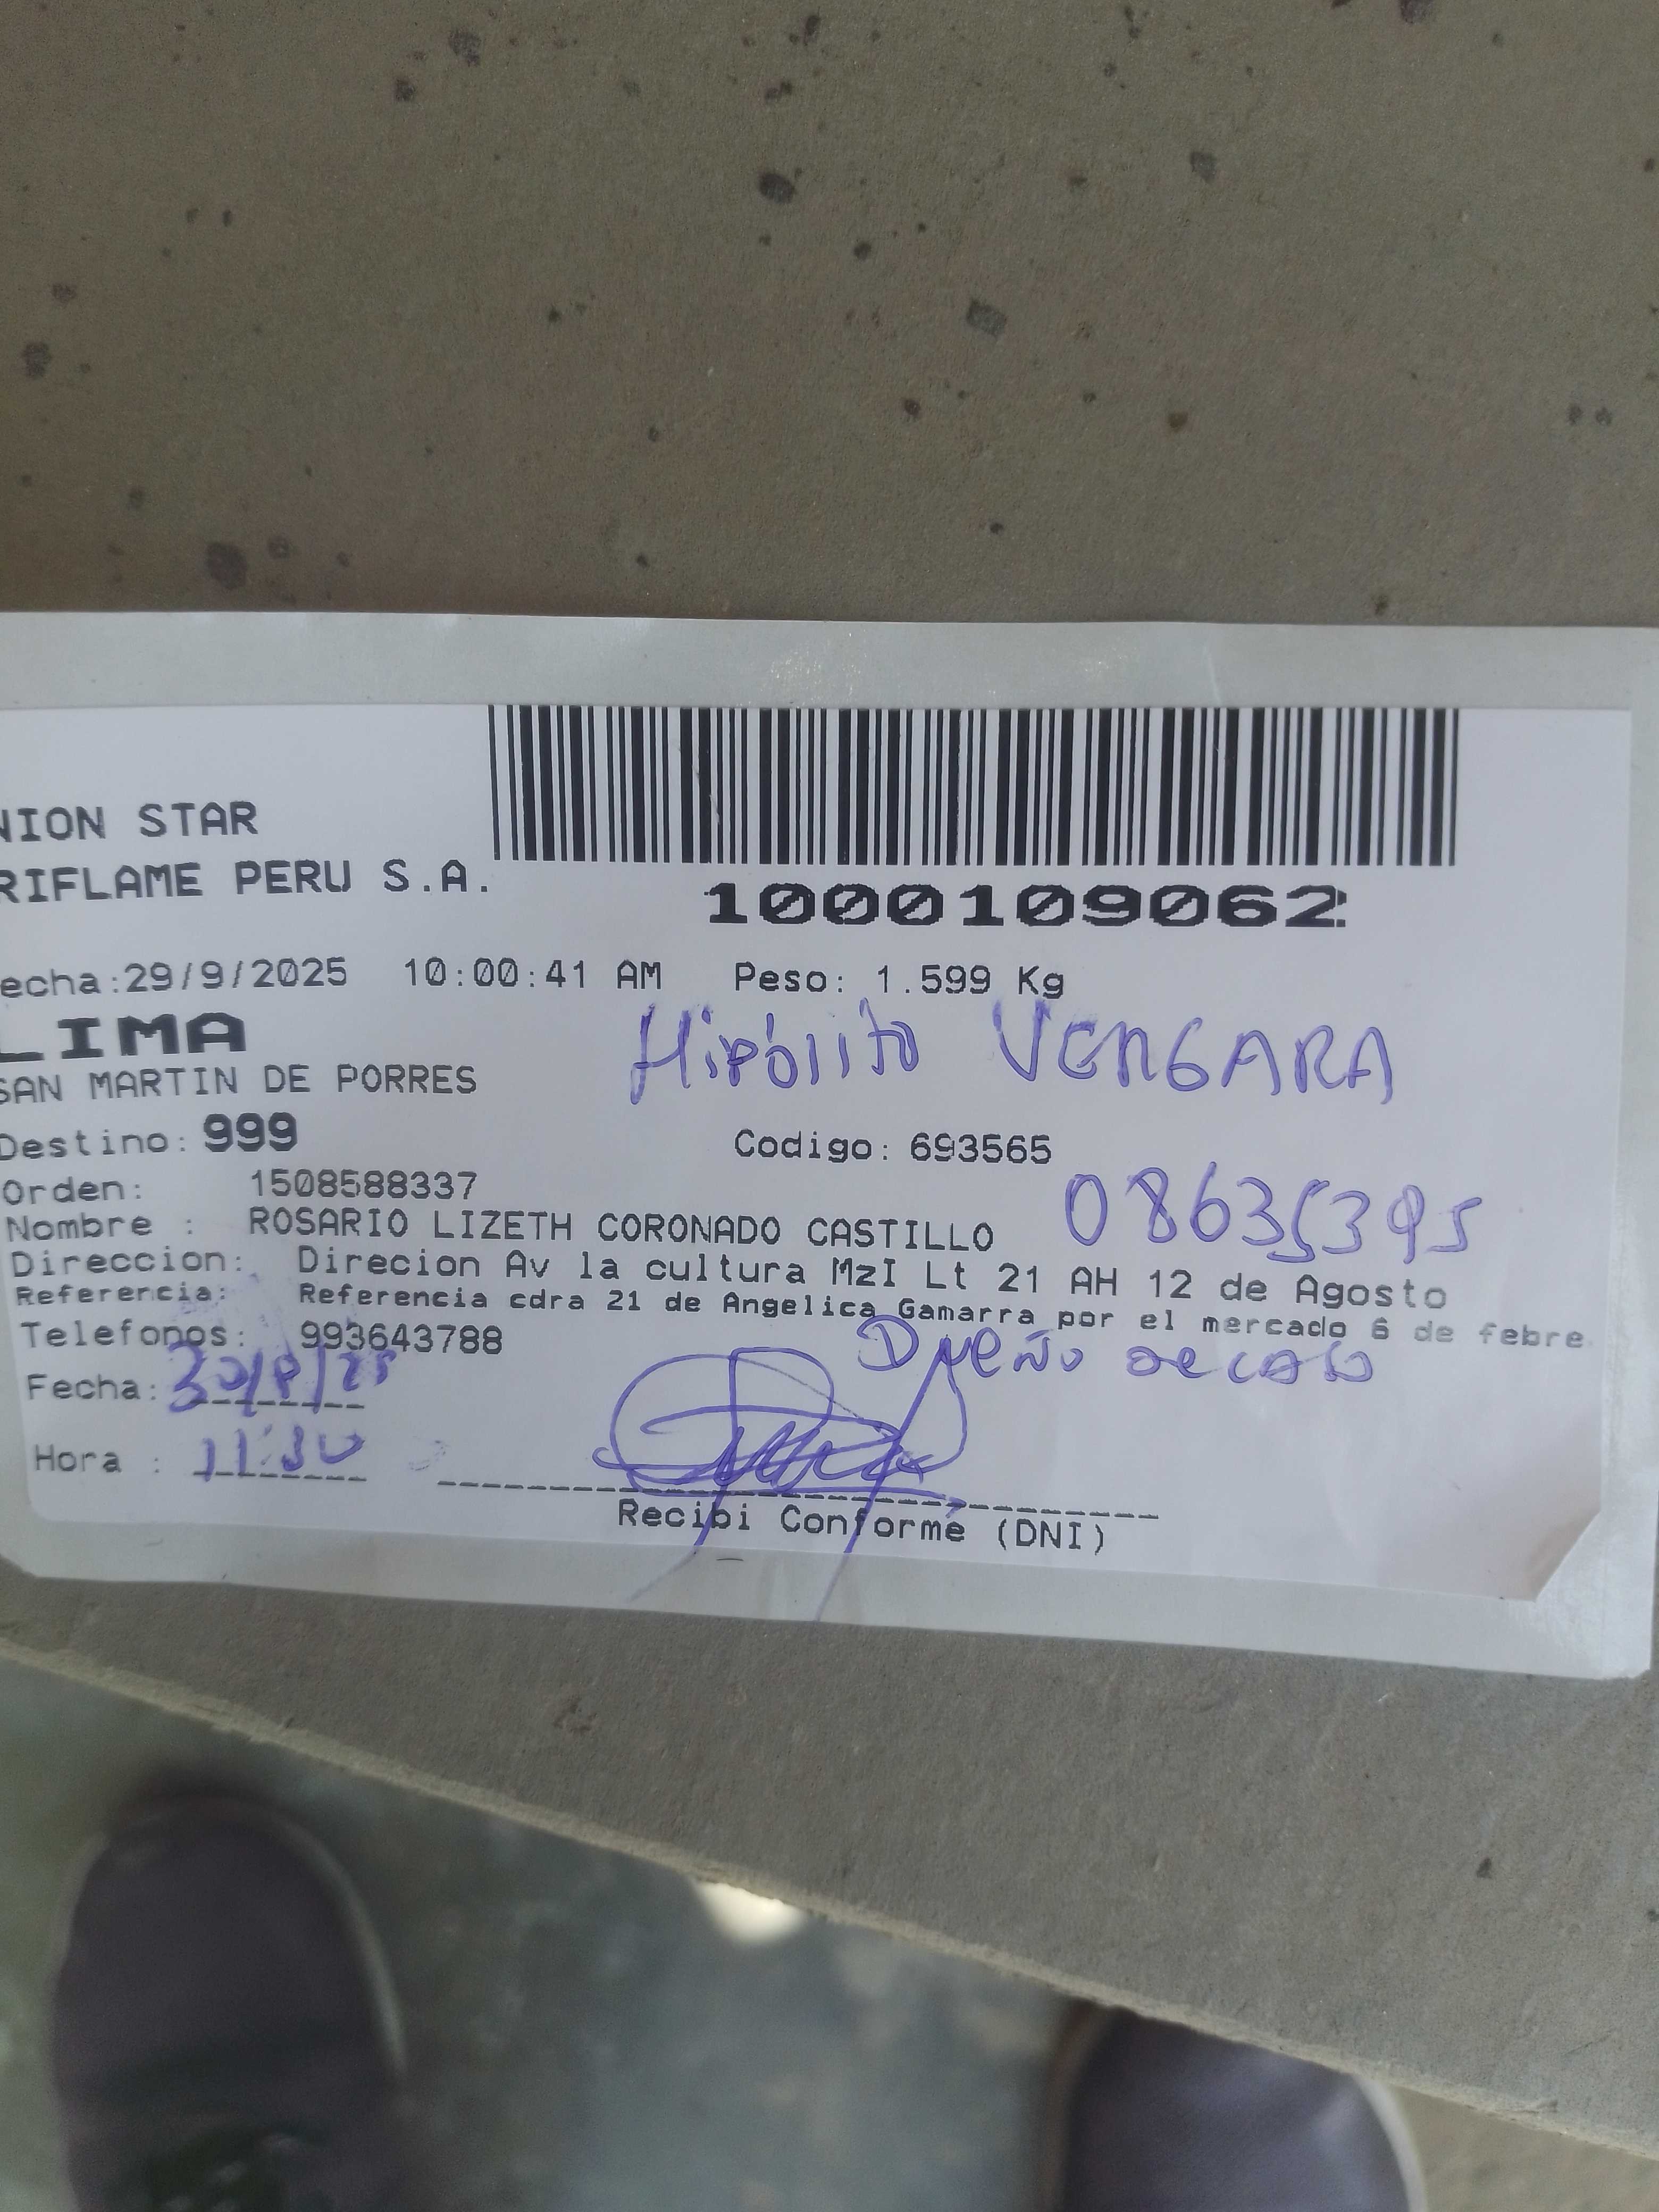 NION STAR
RIFLAME PERU S.A.
1000109062
echa:29/9/2025 10:00:41 AM Peso: 1.599 Kg
LIMA
Hipólito VERGARA
SAN MARTIN DE PORRES
Destino: 999 Codigo: 693565
Orden: 1508588337
08635395
Nombre : ROSARIO LIZETH CORONADO CASTILLO
Direccion: Direcion Av la cultura MzI Lt 21 AH 12 de Agosto
Referencia: Referencia cdra 21 de Angelica Gamarra por el mercado 6 de febre
Telefonos: 993643788
Dueño de casa
Fecha:
Hora : 11:30
Recibi Conforme (DNI)